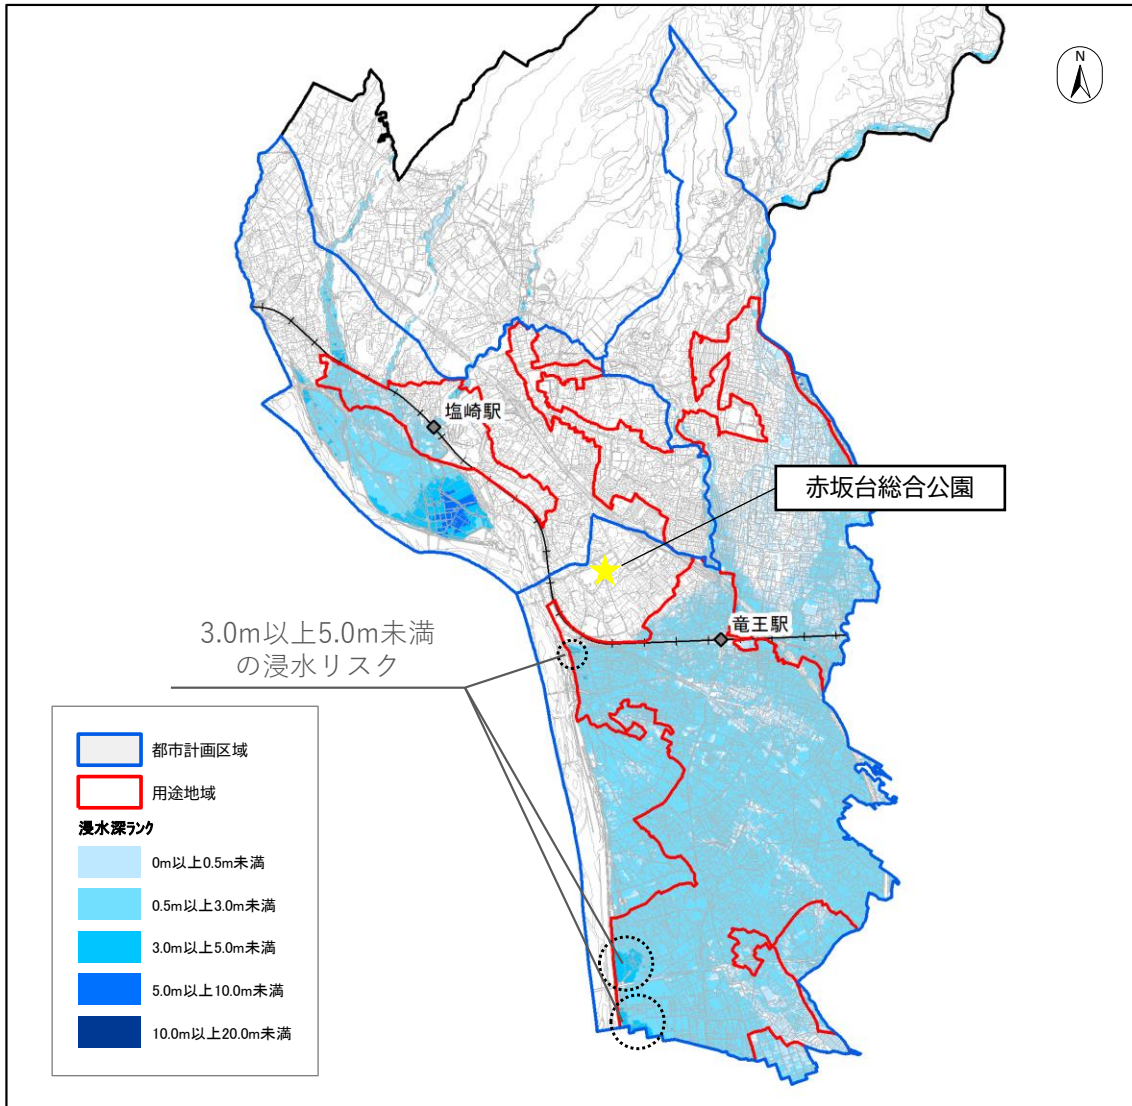 N
塩崎駅
赤坂台総合公園
竜王駅
3.0m以上5.0m未満
の浸水リスク
都市計画区域
用途地域
浸水深ランク
0m以上0.5m未満
0.5m以上3.0m未満
3.0m以上5.0m未満
5.0m以上10.0m未満
10.0m以上20.0m未満